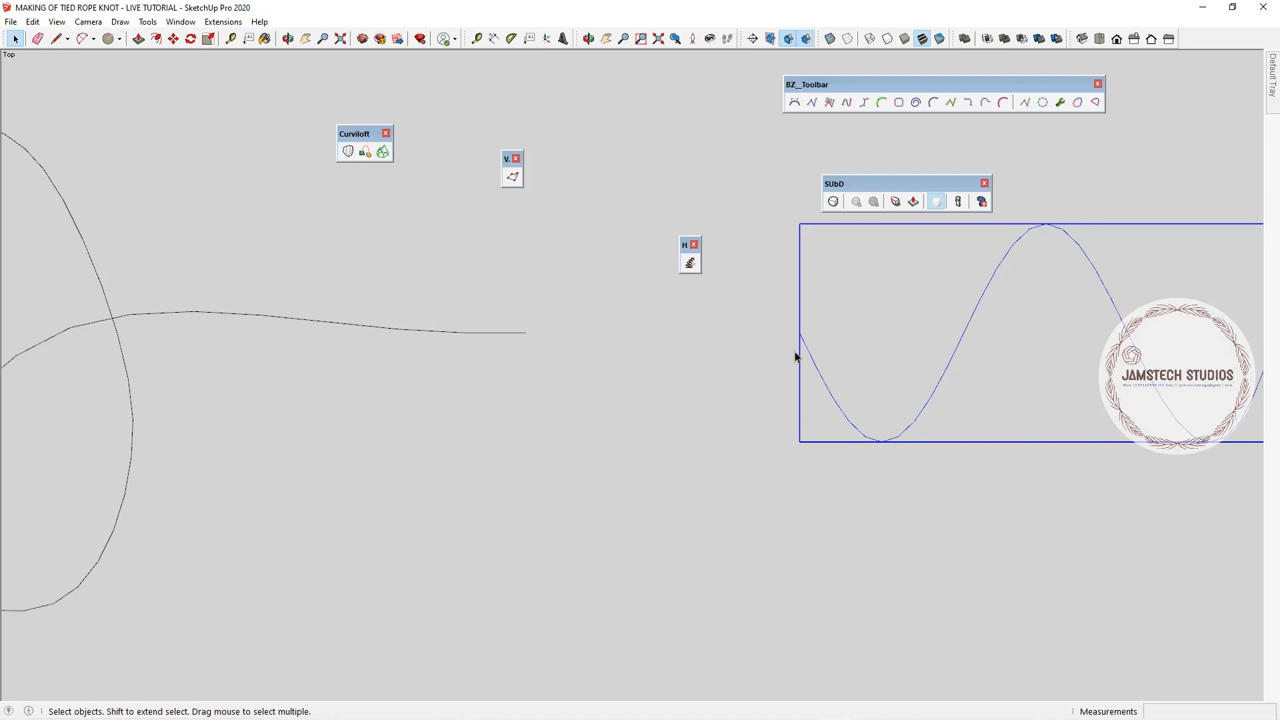 MAKING OF TIED ROPE KNOT - LIVE TUTORIAL - SketchUp Pro 2020
File Edit View Camera Draw Tools Window Extensions Help
Top
Default Tray
BZ__Toolbar
Curviloft
V.
SUbD
H
JAMSTECH STUDIOS
Select objects. Shift to extend select. Drag mouse to select multiple.
Measurements